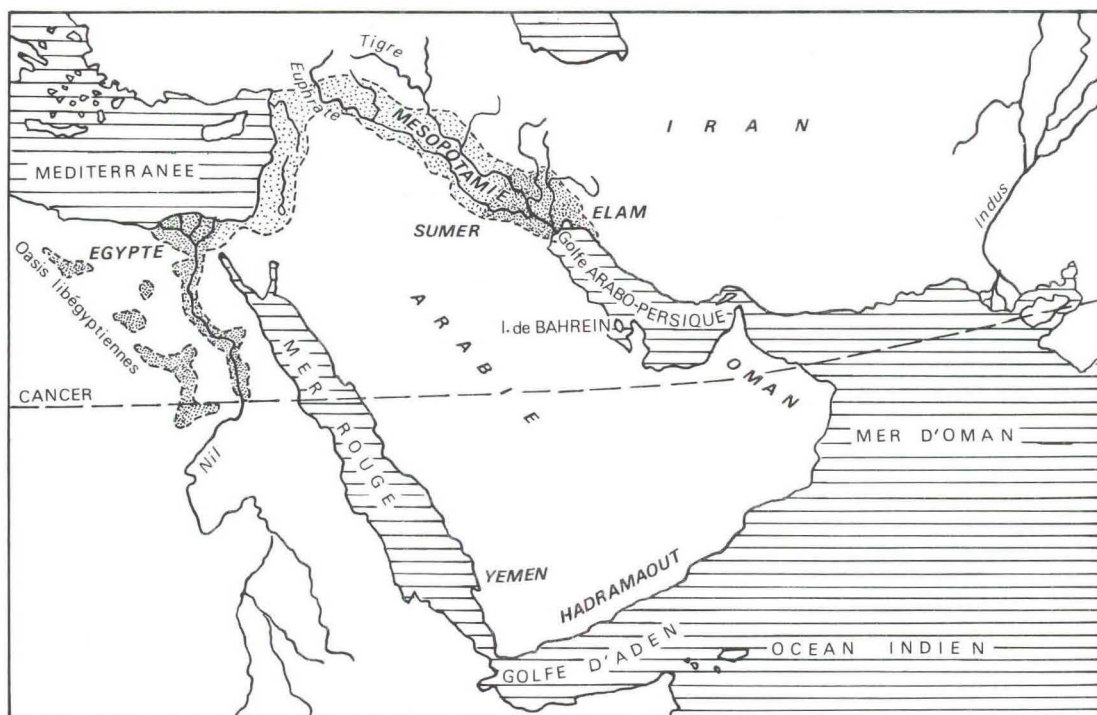 Tigre
Euphrate
MESOPOTAMIE
I R A N
MEDITERRANEE
ELAM
SUMER
Indus
EGYPTE
Oasis libégyptiennes
Golfe ARABO-PERSIQUE
I. de BAHREIN
ARABIE
OMAN
CANCER
MER ROUGE
MER D'OMAN
Nil
YEMEN
HADRAMAOUT
GOLFE D'ADEN
OCEAN INDIEN